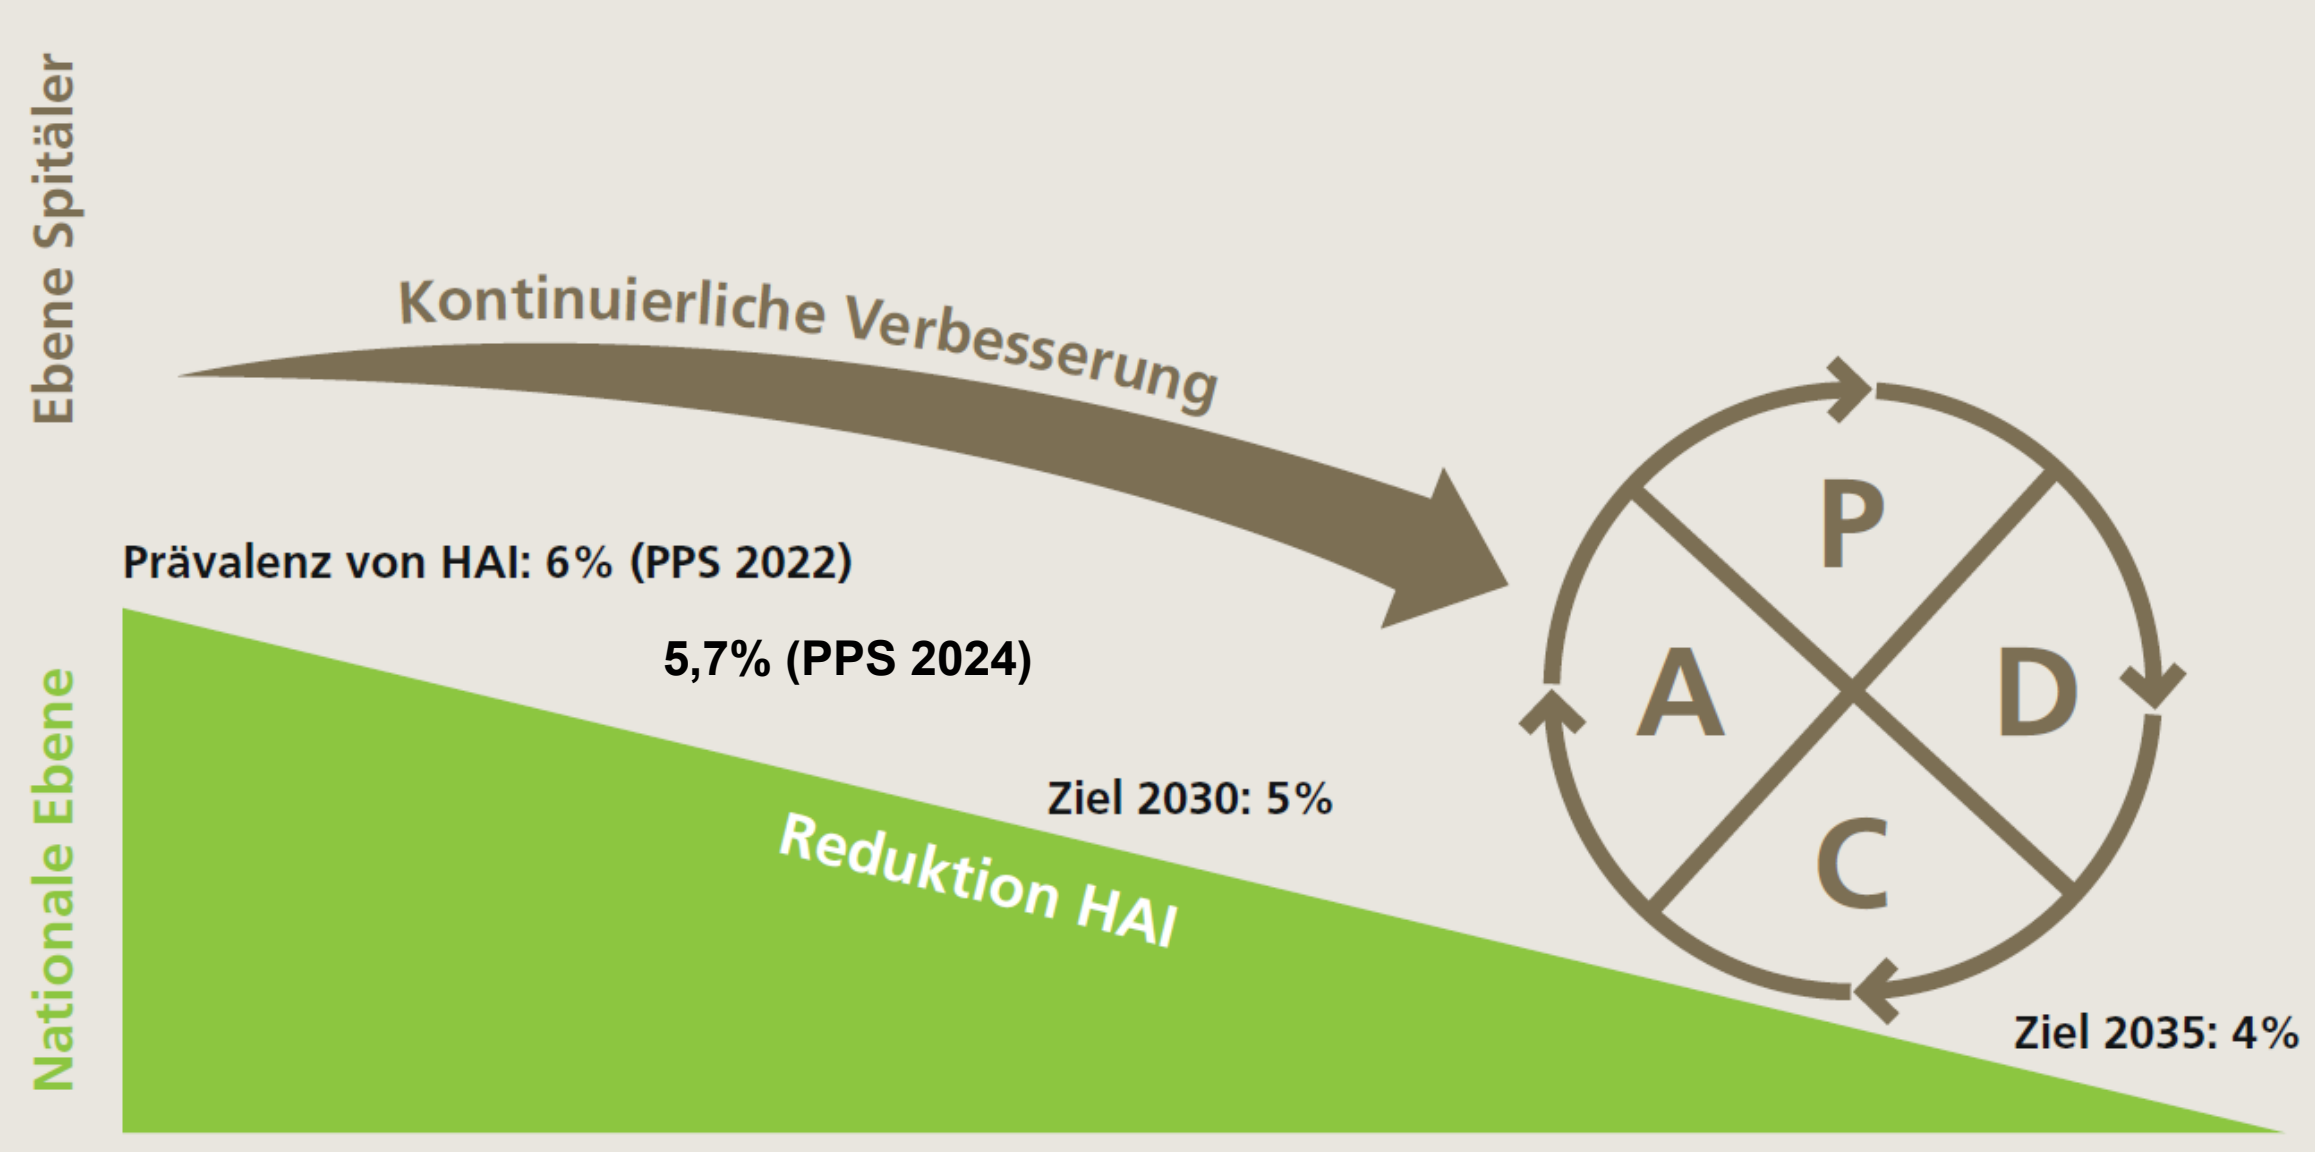 Ebene Spitäler
Kontinuierliche Verbesserung
P
D
C
A
Nationale Ebene
Prävalenz von HAI: 6% (PPS 2022)
5,7% (PPS 2024)
Ziel 2030: 5%
Reduktion HAI
Ziel 2035: 4%